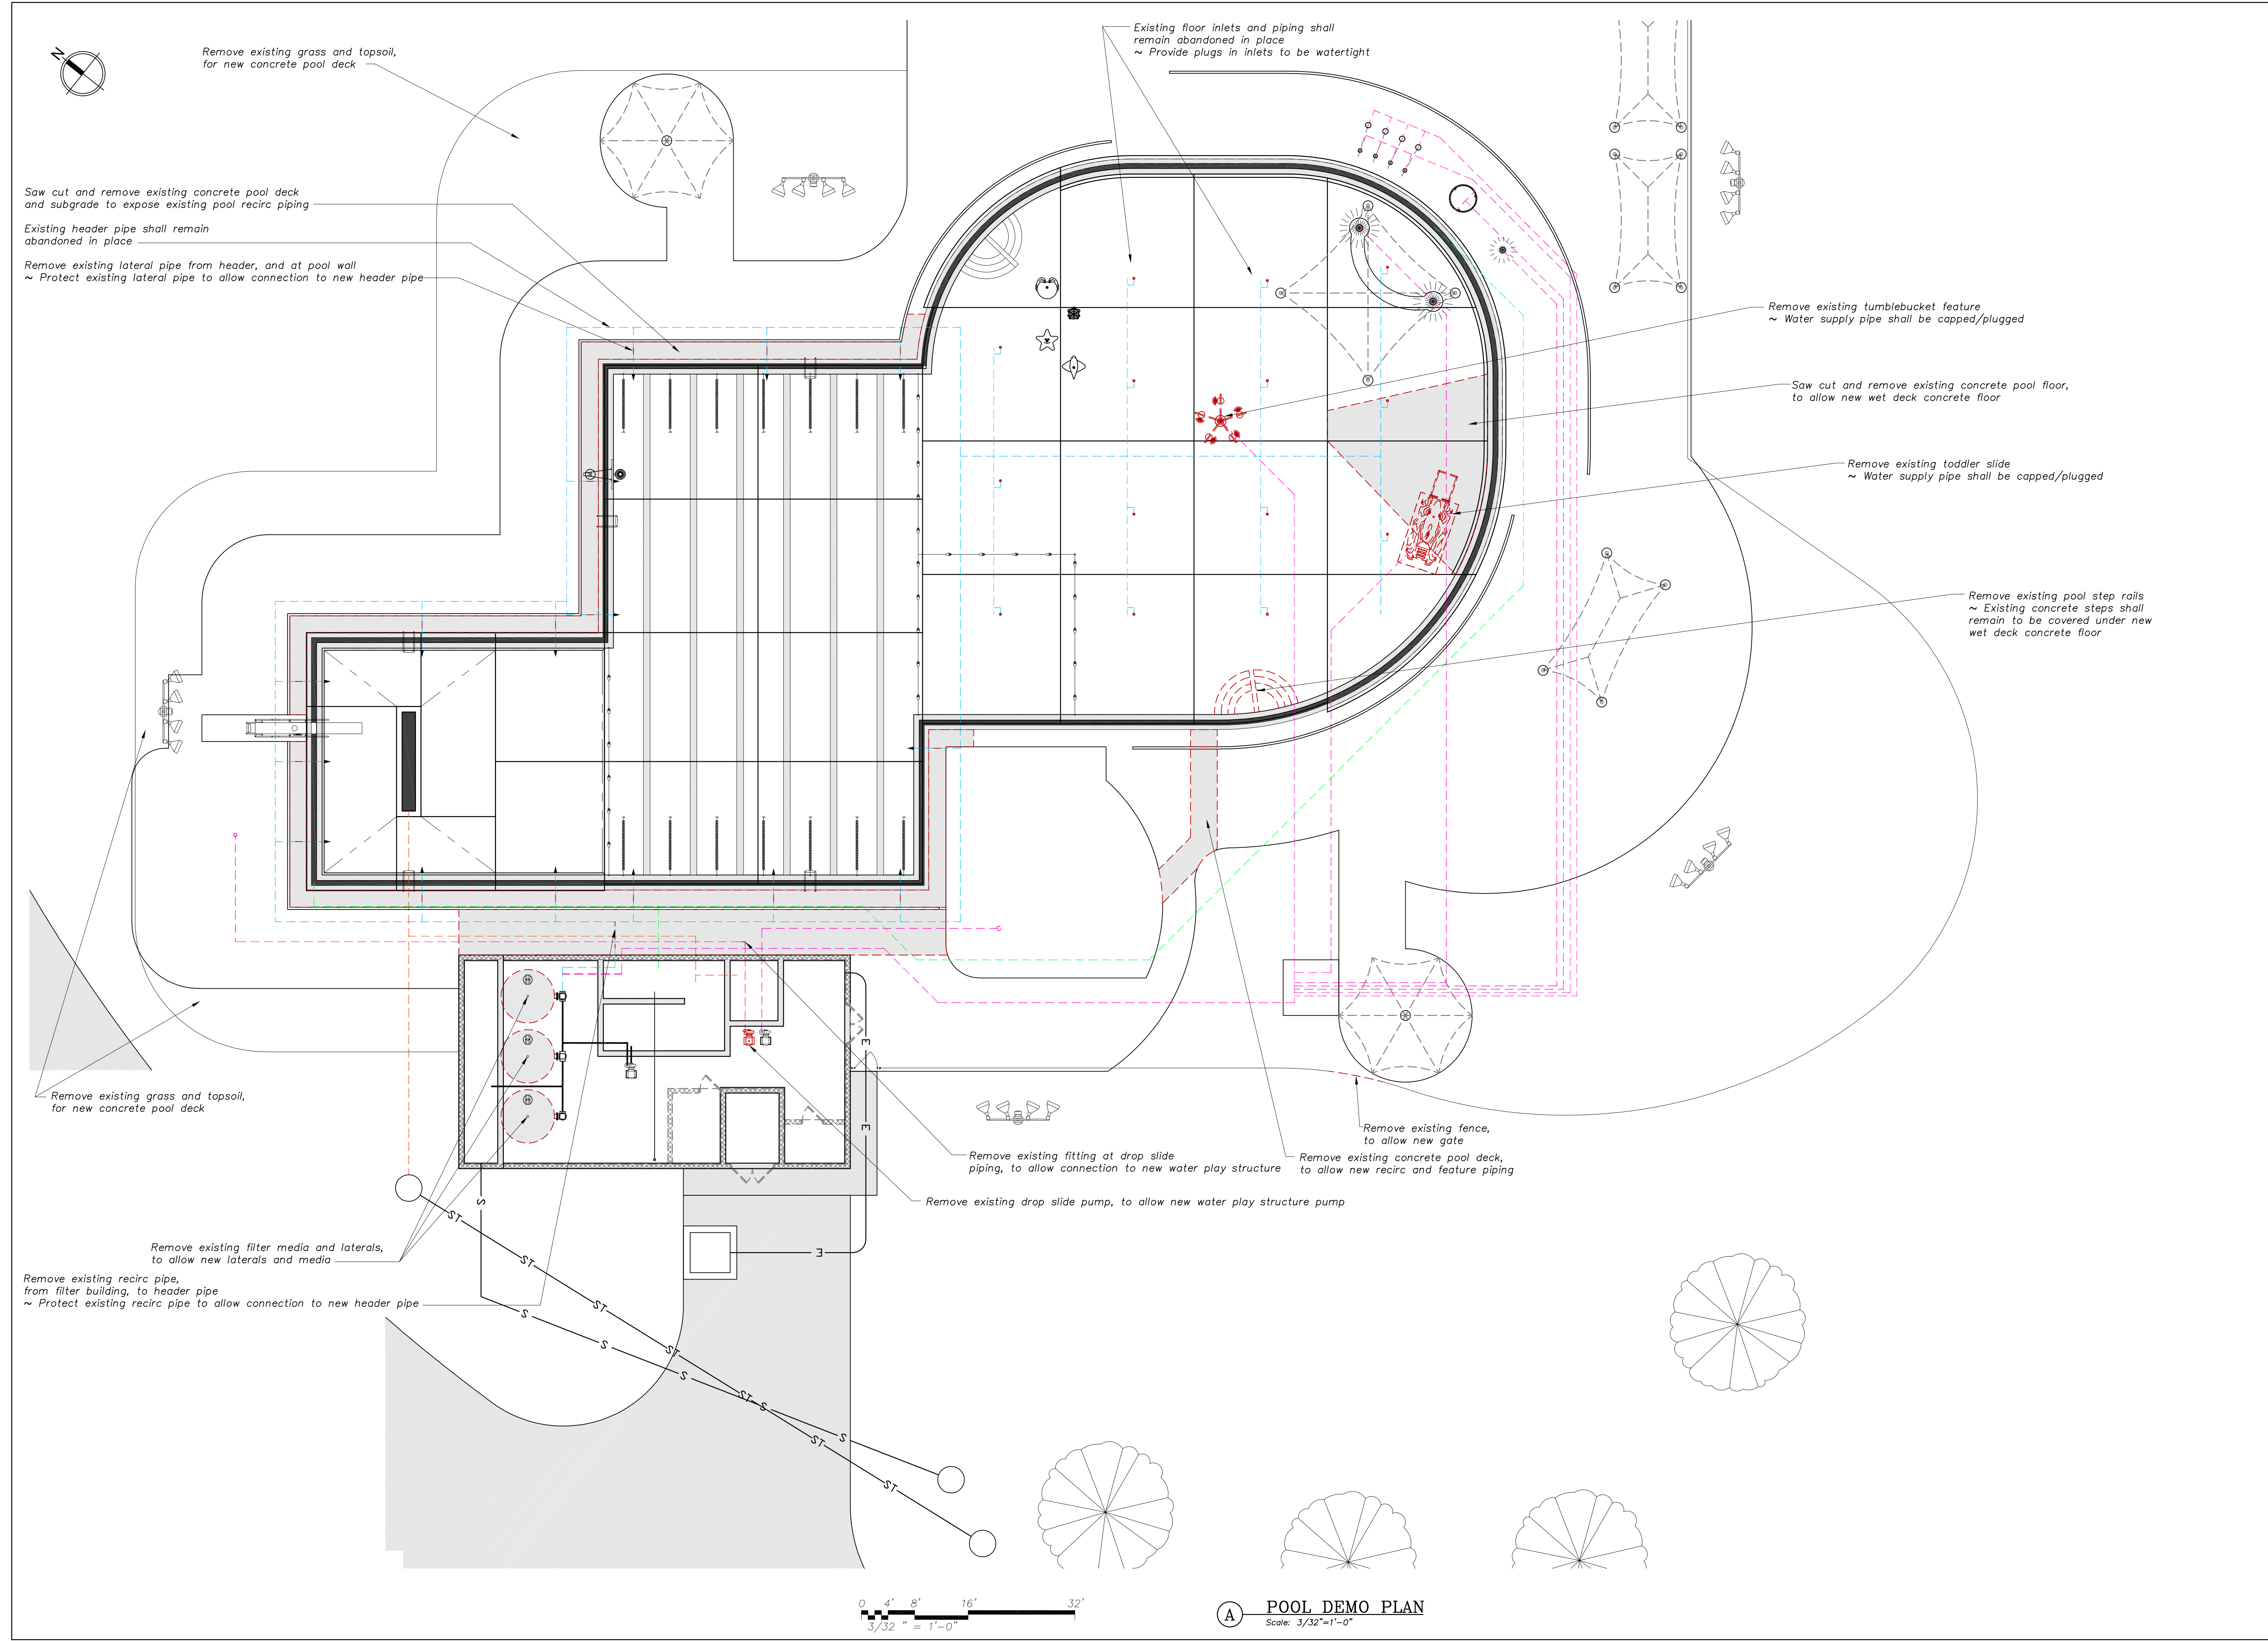 N
Remove existing grass and topsoil,
for new concrete pool deck
Existing floor inlets and piping shall
remain abandoned in place
~ Provide plugs in inlets to be watertight
Saw cut and remove existing concrete pool deck
and subgrade to expose existing pool recirc piping
Existing header pipe shall remain
abandoned in place
Remove existing lateral pipe from header, and at pool wall
~ Protect existing lateral pipe to allow connection to new header pipe
Remove existing tumblebucket feature
~ Water supply pipe shall be capped/plugged
Saw cut and remove existing concrete pool floor,
to allow new wet deck concrete floor
Remove existing toddler slide
~ Water supply pipe shall be capped/plugged
Remove existing pool step rails
~ Existing concrete steps shall
remain to be covered under new
wet deck concrete floor
Remove existing grass and topsoil,
for new concrete pool deck
E
E
E
Remove existing fence,
to allow new gate
Remove existing fitting at drop slide
piping, to allow connection to new water play structure
Remove existing concrete pool deck,
to allow new recirc and feature piping
Remove existing drop slide pump, to allow new water play structure pump
Remove existing filter media and laterals,
to allow new laterals and media
Remove existing recirc pipe,
from filter building, to header pipe
~ Protect existing recirc pipe to allow connection to new header pipe
S
ST
ST
ST
S
S
ST
S
ST
S
ST
S
ST
0 4' 8' 16' 32'
3/32 " = 1'-0"
A POOL DEMO PLAN
Scale: 3/32"=1'-0"